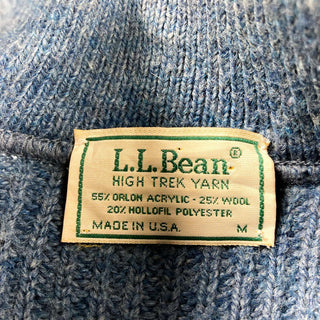 L.L.Bean®
HIGH TREK YARN
55% ORLON ACRYLIC - 25% WOOL
20% HOLLOFIL POLYESTER
MADE IN U.S.A. M